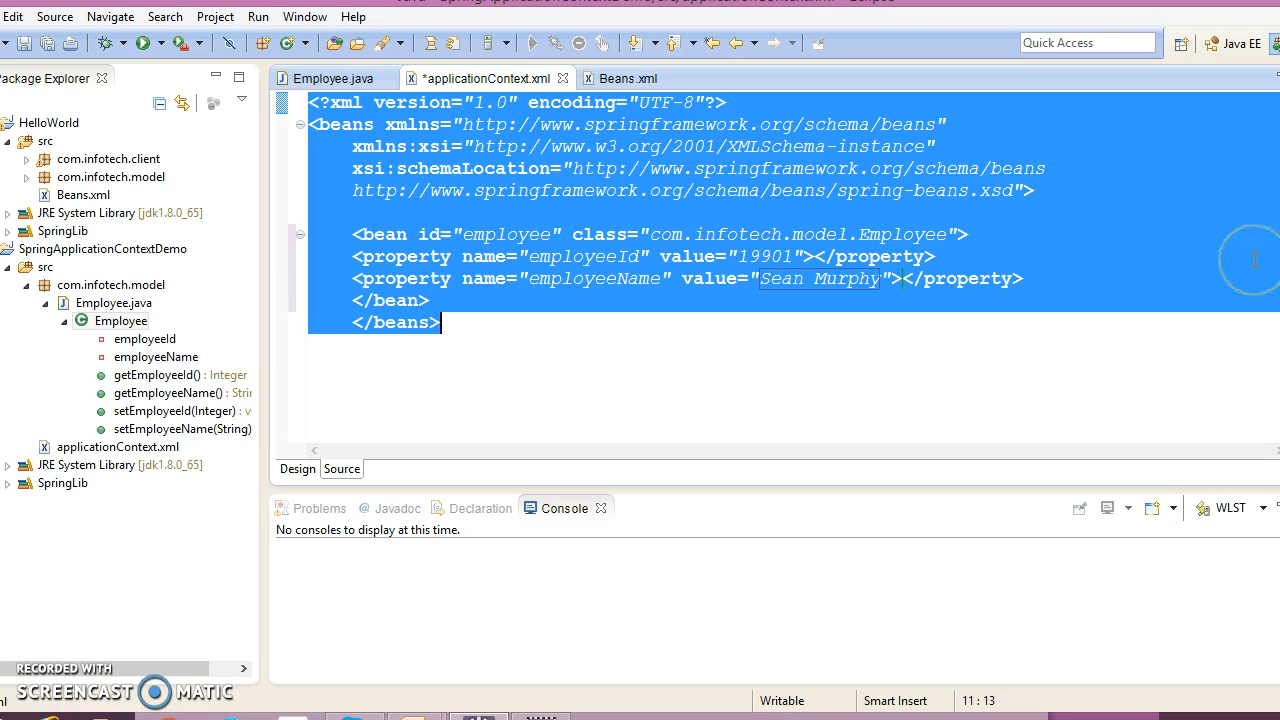 Edit Source Navigate Search Project Run Window Help
Quick Access
Java EE
ackage Explorer
HelloWorld
src
com.infotech.client
com.infotech.model
Beans.xml
JRE System Library [jdk1.8.0_65]
SpringLib
SpringApplicationContextDemo
src
com.infotech.model
Employee.java
Employee
employeeId
employeeName
getEmployeeId() : Integer
getEmployeeName() : Strin
setEmployeeId(Integer) : v
setEmployeeName(String)
applicationContext.xml
JRE System Library [jdk1.8.0_65]
SpringLib
Employee.java
*applicationContext.xml
Beans.xml
<?xml version="1.0" encoding="UTF-8"?>
<beans xmlns="http://www.springframework.org/schema/beans"
xmlns:xsi="http://www.w3.org/2001/XMLSchema-instance"
xsi:schemaLocation="http://www.springframework.org/schema/beans
http://www.springframework.org/schema/beans/spring-beans.xsd">
<bean id="employee" class="com.infotech.model.Employee">
<property name="employeeId" value="19901"></property>
<property name="employeeName" value="Sean Murphy"></property>
</bean>
</beans>
Design Source
Problems @ Javadoc Declaration Console
WLST
No consoles to display at this time.
RECORDED WITH
SCREENCAST MATIC
Writable Smart Insert 11 : 13